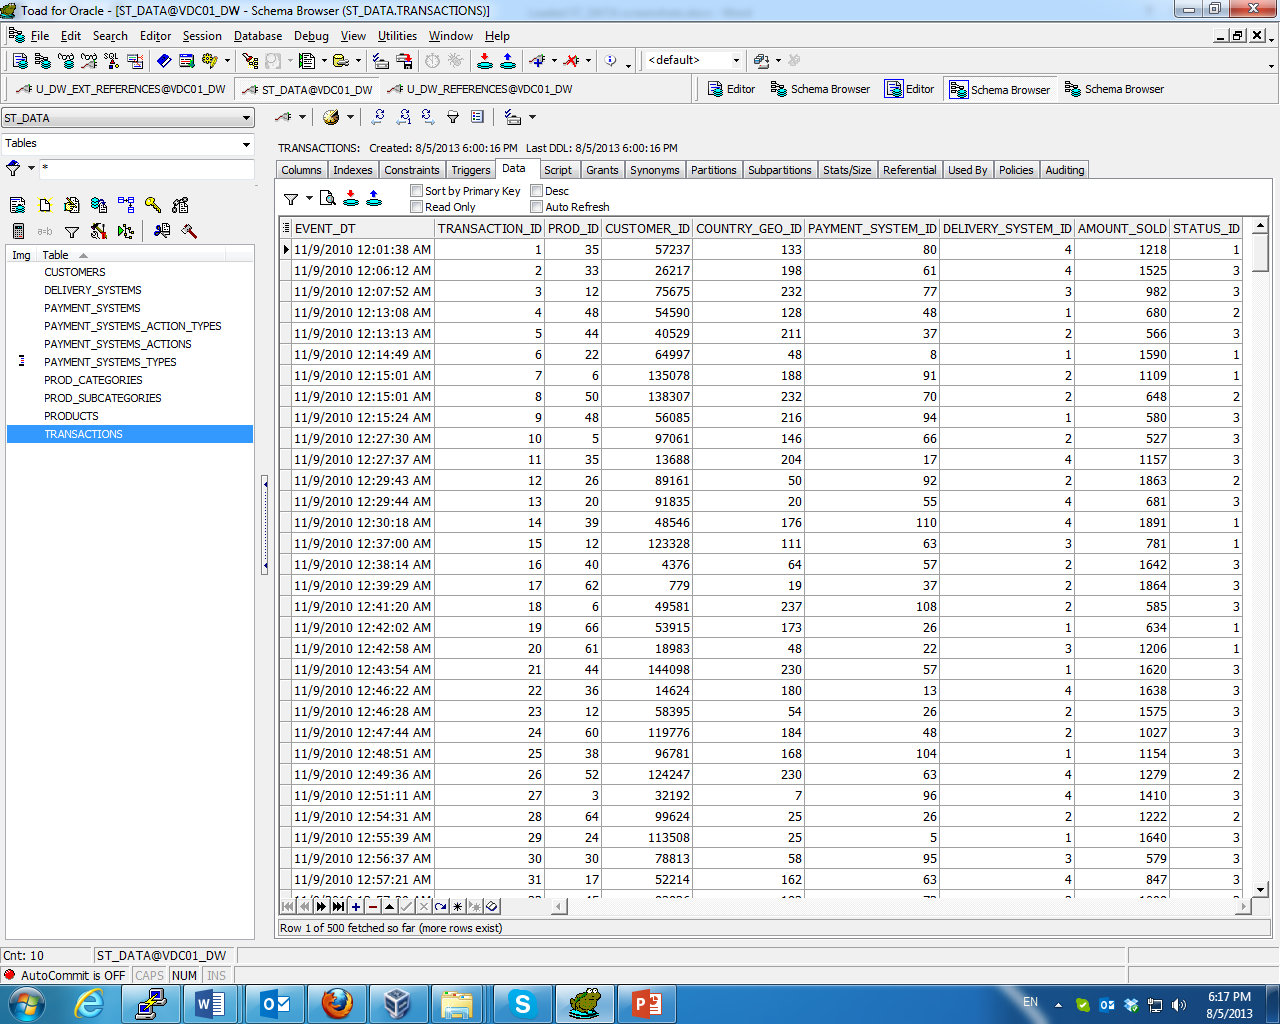 Toad for Oracle - [ST_DATA@VDC01_DW - Schema Browser (ST_DATA.TRANSACTIONS)]
File Edit Search Editor Session Database Debug View Utilities Window Help
<default>
U_DW_EXT_REFERENCES@VDC01_DW ST_DATA@VDC01_DW U_DW_REFERENCES@VDC01_DW Editor Schema Browser Editor Schema Browser Schema Browser
ST_DATA
Tables
*
Img Table
CUSTOMERS
DELIVERY_SYSTEMS
PAYMENT_SYSTEMS
PAYMENT_SYSTEMS_ACTION_TYPES
PAYMENT_SYSTEMS_ACTIONS
PAYMENT_SYSTEMS_TYPES
PROD_CATEGORIES
PROD_SUBCATEGORIES
PRODUCTS
TRANSACTIONS
TRANSACTIONS: Created: 8/5/2013 6:00:16 PM Last DDL: 8/5/2013 6:00:16 PM
Columns Indexes Constraints Triggers Data Script Grants Synonyms Partitions Subpartitions Stats/Size Referential Used By Policies Auditing
Sort by Primary Key Desc
Read Only Auto Refresh
EVENT_DT TRANSACTION_ID PROD_ID CUSTOMER_ID COUNTRY_GEO_ID PAYMENT_SYSTEM_ID DELIVERY_SYSTEM_ID AMOUNT_SOLD STATUS_ID
11/9/2010 12:01:38 AM 1 35 57237 133 80 4 1218 1
11/9/2010 12:06:12 AM 2 33 26217 198 61 4 1525 3
11/9/2010 12:07:52 AM 3 12 75675 232 77 3 982 3
11/9/2010 12:13:08 AM 4 48 54590 128 48 1 680 2
11/9/2010 12:13:13 AM 5 44 40529 211 37 2 566 3
11/9/2010 12:14:49 AM 6 22 64997 48 8 1 1590 1
11/9/2010 12:15:01 AM 7 6 135078 188 91 2 1109 1
11/9/2010 12:15:01 AM 8 50 138307 232 70 2 648 2
11/9/2010 12:15:24 AM 9 48 56085 216 94 1 580 3
11/9/2010 12:27:30 AM 10 5 97061 146 66 2 527 3
11/9/2010 12:27:37 AM 11 35 13688 204 17 4 1157 3
11/9/2010 12:29:43 AM 12 26 89161 50 92 2 1863 2
11/9/2010 12:29:44 AM 13 20 91835 20 55 4 681 3
11/9/2010 12:30:18 AM 14 39 48546 176 110 4 1891 1
11/9/2010 12:37:00 AM 15 12 123328 111 63 3 781 1
11/9/2010 12:38:14 AM 16 40 4376 64 57 2 1642 3
11/9/2010 12:39:29 AM 17 62 779 19 37 2 1864 3
11/9/2010 12:41:20 AM 18 6 49581 237 108 2 585 3
11/9/2010 12:42:02 AM 19 66 53915 173 26 1 634 1
11/9/2010 12:42:58 AM 20 61 18983 48 22 3 1206 1
11/9/2010 12:43:54 AM 21 44 144098 230 57 1 1620 3
11/9/2010 12:46:22 AM 22 36 14624 180 13 4 1638 3
11/9/2010 12:46:28 AM 23 12 58395 54 26 2 1575 3
11/9/2010 12:47:44 AM 24 60 119776 184 48 2 1027 3
11/9/2010 12:48:51 AM 25 38 96781 168 104 1 1154 3
11/9/2010 12:49:36 AM 26 52 124247 230 63 4 1279 2
11/9/2010 12:51:11 AM 27 3 32192 7 96 4 1410 3
11/9/2010 12:54:31 AM 28 64 99624 25 26 2 1222 2
11/9/2010 12:55:39 AM 29 24 113508 25 5 1 1640 3
11/9/2010 12:56:37 AM 30 30 78813 58 95 3 579 3
11/9/2010 12:57:21 AM 31 17 52214 162 63 4 847 3
Row 1 of 500 fetched so far (more rows exist)
Cnt: 10 ST_DATA@VDC01_DW
AutoCommit is OFF CAPS NUM INS
EN 6:17 PM
8/5/2013